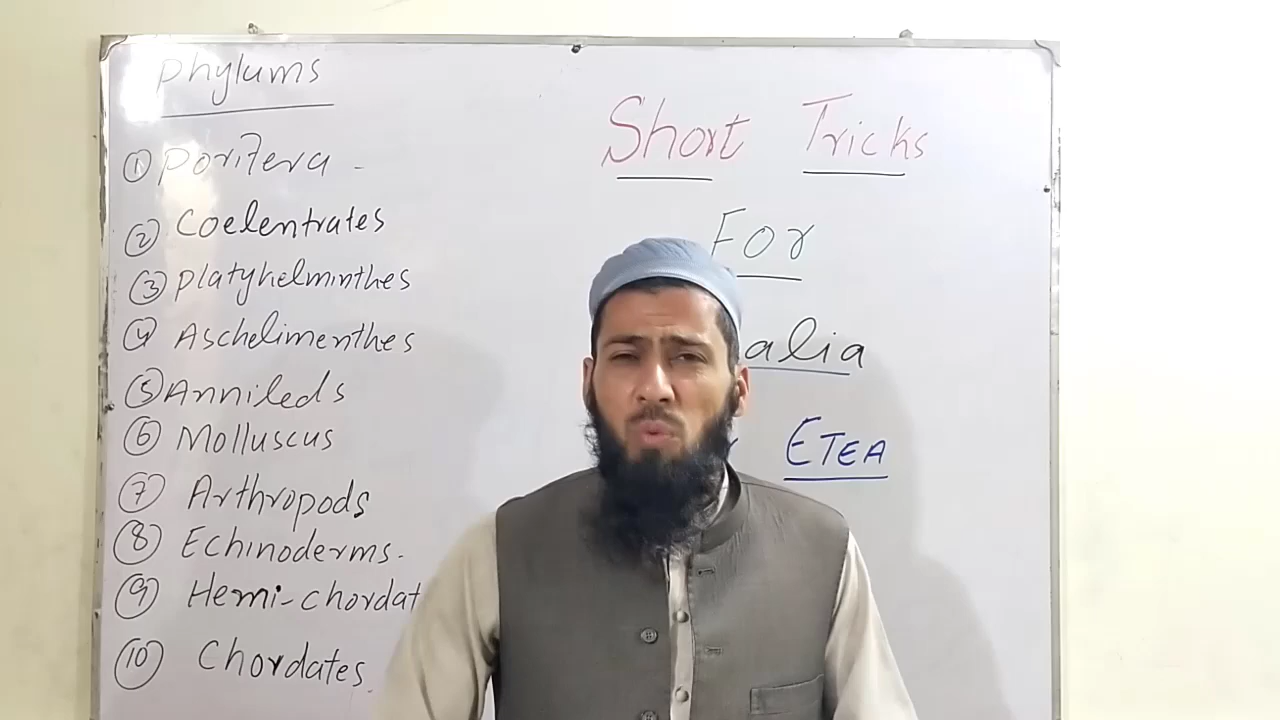 Phylums
① Porifera -
② Coelentrates
③ Platyhelminthes
④ Aschelimenthes
⑤ Annileds
⑥ Molluscus
⑦ Arthropods
⑧ Echinoderms.
⑨ Hemi-chordat
⑩ Chordates
Short Tricks
For
alia
ETEA